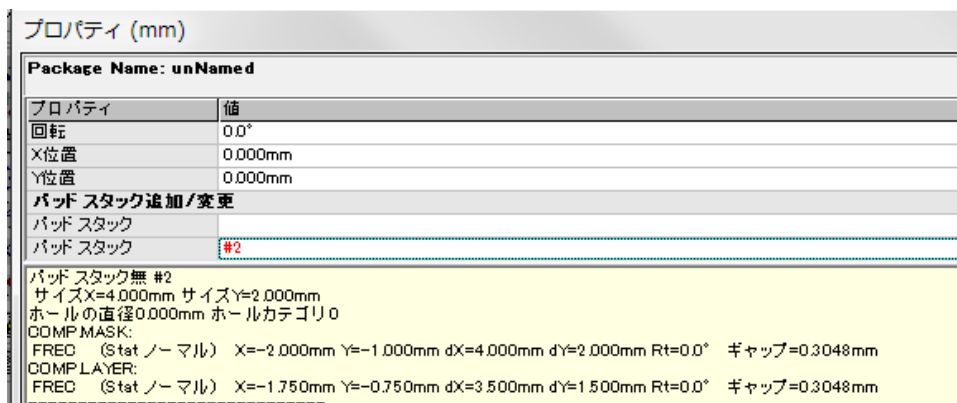 プロパティ (mm)
Package Name: unNamed
プロパティ 値
回転 0.0°
X位置 0.000mm
Y位置 0.000mm
パッド スタック追加/変更
パッド スタック
パッド スタック #2
パッド スタック無 #2
サイズX=4.000mm サイズY=2.000mm
ホールの直径0.000mm ホールカテゴリ0
COMP.MASK:
FREC (Stat ノーマル) X=-2.000mm Y=-1.000mm dX=4.000mm dY=2.000mm Rt=0.0° ギャップ=0.3048mm
COMP.LAYER:
FREC (Stat ノーマル) X=-1.750mm Y=-0.750mm dX=3.500mm dY=1.500mm Rt=0.0° ギャップ=0.3048mm